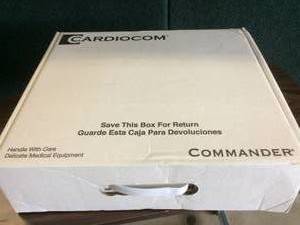 CARDIOCOM
Save This Box For Return
Guarde Esta Caja Para Devoluciones
Handle With Care
Delicate Medical Equipment
COMMANDER